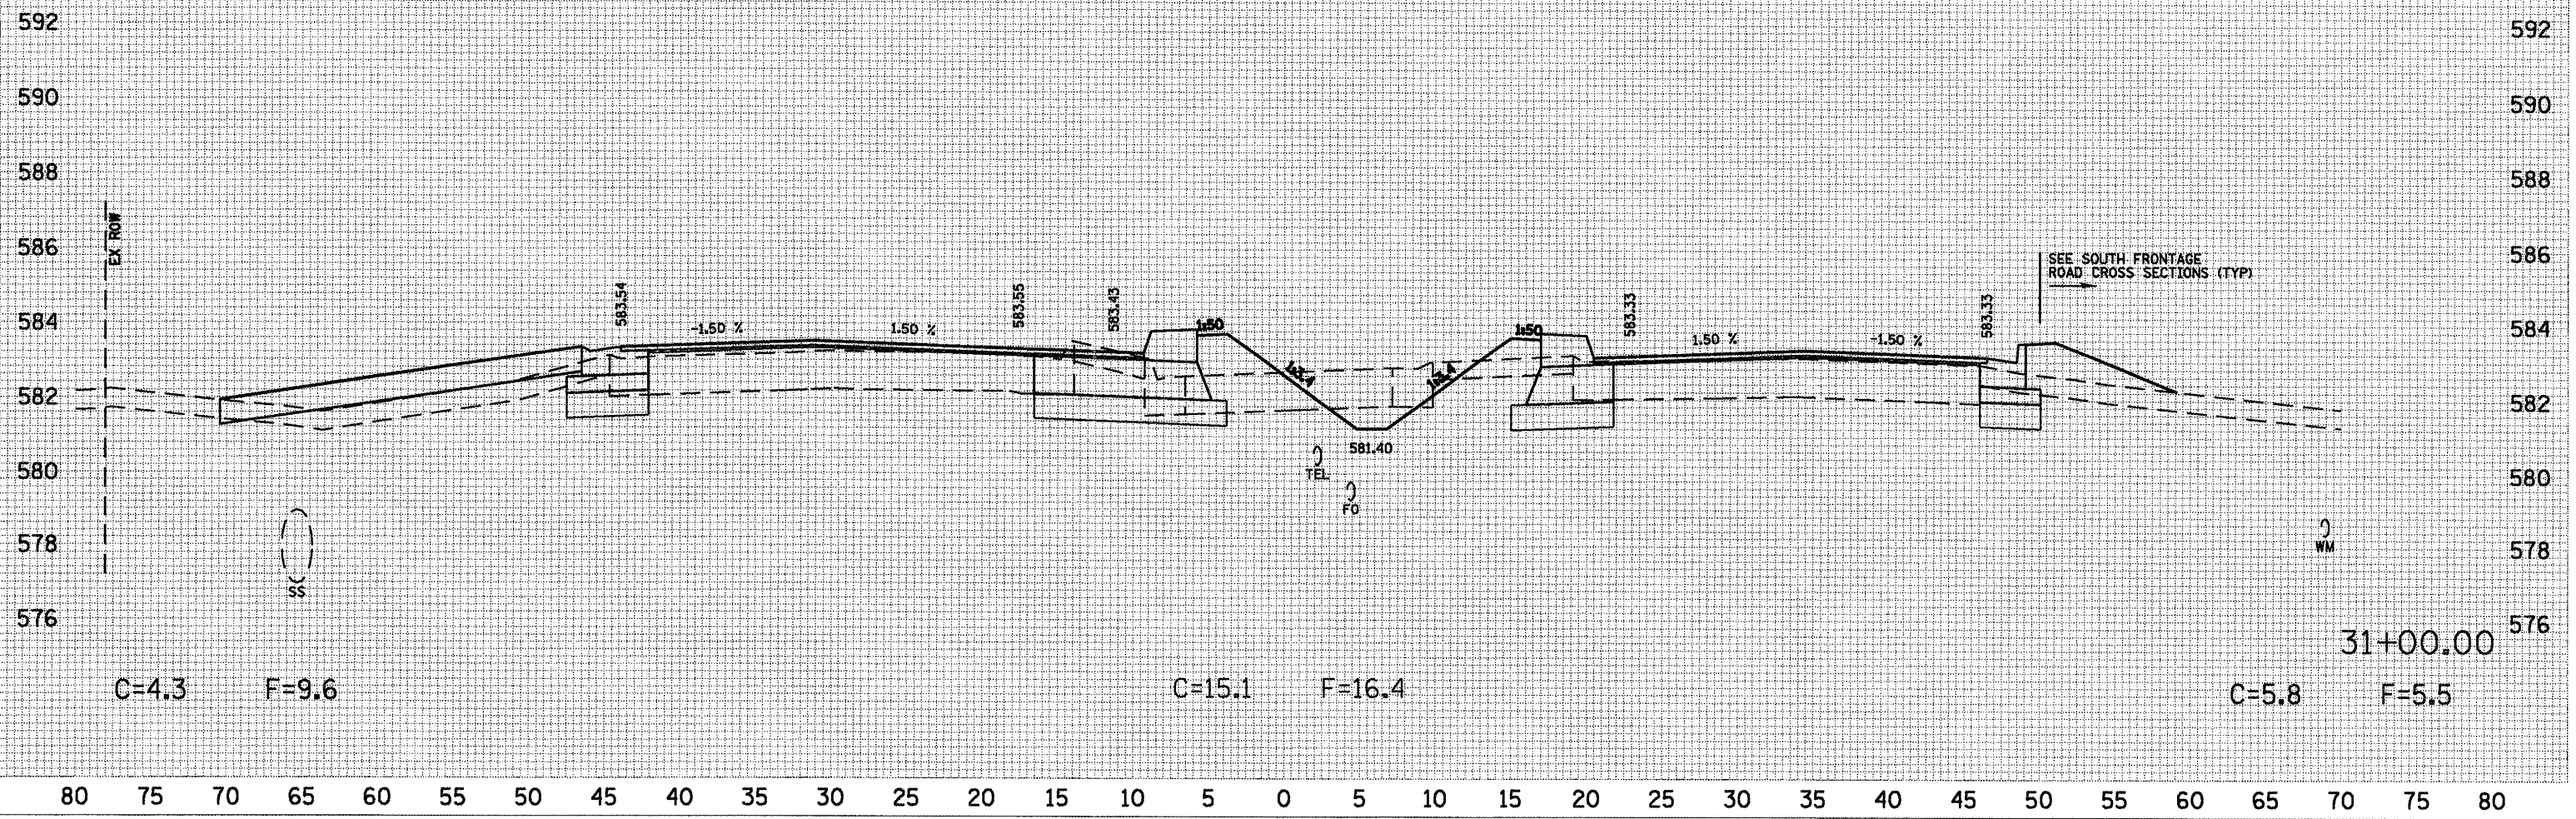 592 592
590 590
588 588
586 586
EX ROW
SEE SOUTH FRONTAGE
ROAD CROSS SECTIONS (TYP)
583.54 583.55 583.43 583.33 583.33
584 584
-1.50 % 1.50 % 1:50 1:50 1.50 % -1.50 %
1:3.4 1:3.4
582 582
581.40
580 580
TEL
FO
578 578
WM
SS
576 576
31+00.00
C=4.3 F=9.6 C=15.1 F=16.4 C=5.8 F=5.5
80 75 70 65 60 55 50 45 40 35 30 25 20 15 10 5 0 5 10 15 20 25 30 35 40 45 50 55 60 65 70 75 80